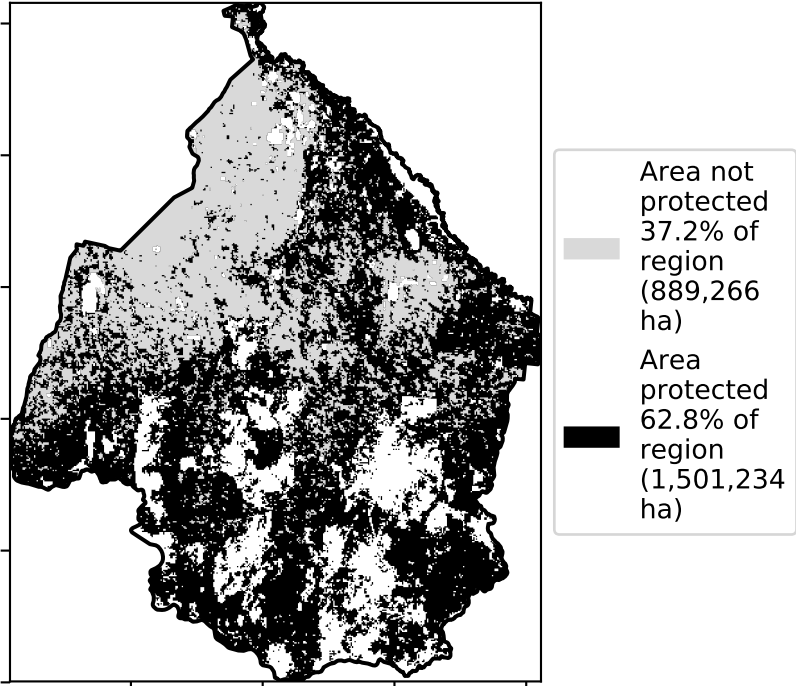 Area not
protected
37.2% of
region
(889,266
ha)
Area
protected
62.8% of
region
(1,501,234
ha)